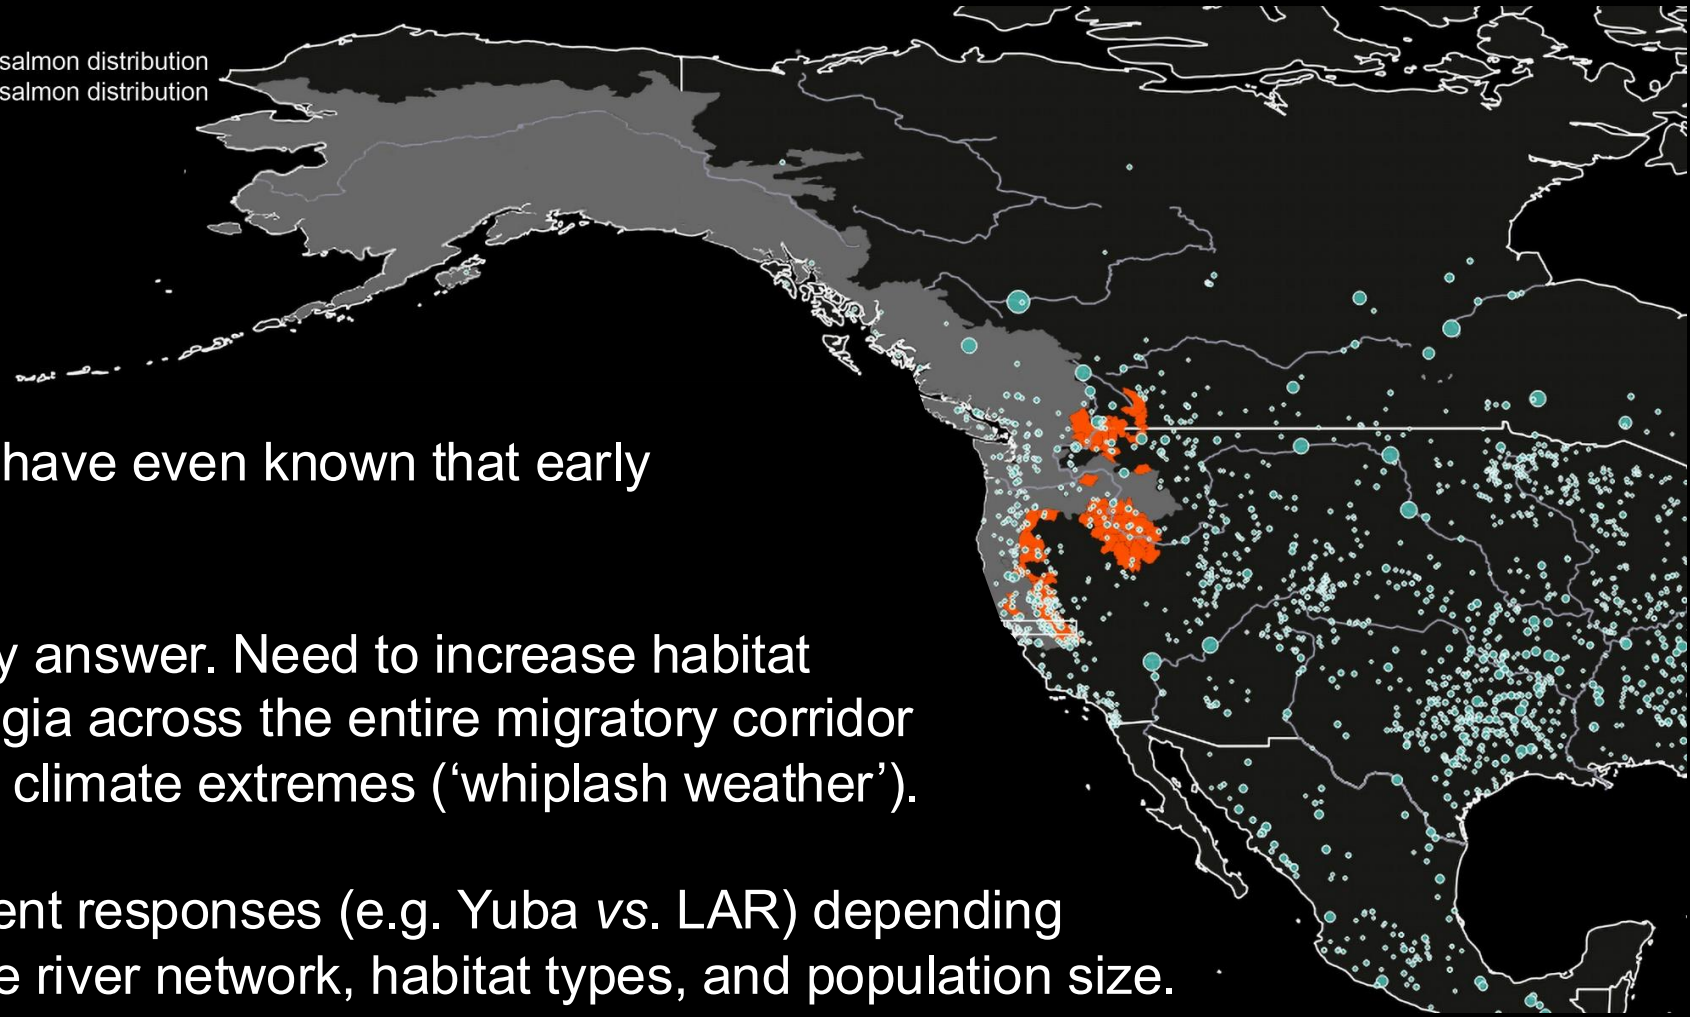 salmon distribution
salmon distribution
have even known that early
y answer. Need to increase habitat
gia across the entire migratory corridor
climate extremes (‘whiplash weather’).
ent responses (e.g. Yuba vs. LAR) depending
e river network, habitat types, and population size.